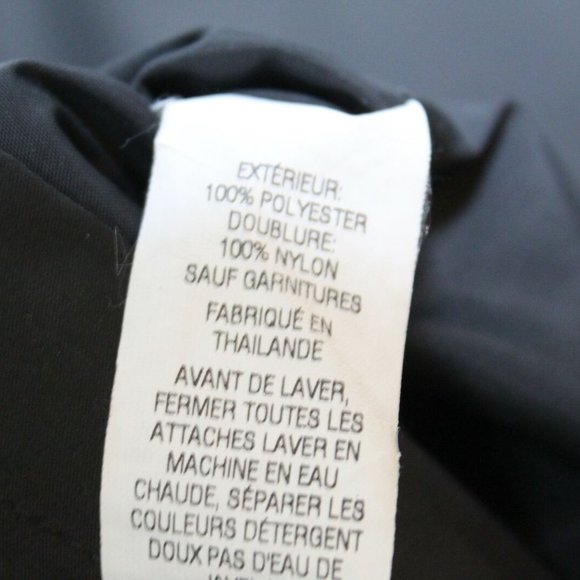 EXTÉRIEUR:
100% POLYESTER
DOUBLURE:
100% NYLON
SAUF GARNITURES
FABRIQUÉ EN
THAILANDE
AVANT DE LAVER,
FERMER TOUTES LES
ATTACHES LAVER EN
MACHINE EN EAU
CHAUDE, SÉPARER LES
COULEURS DÉTERGENT
DOUX PAS D'EAU DE